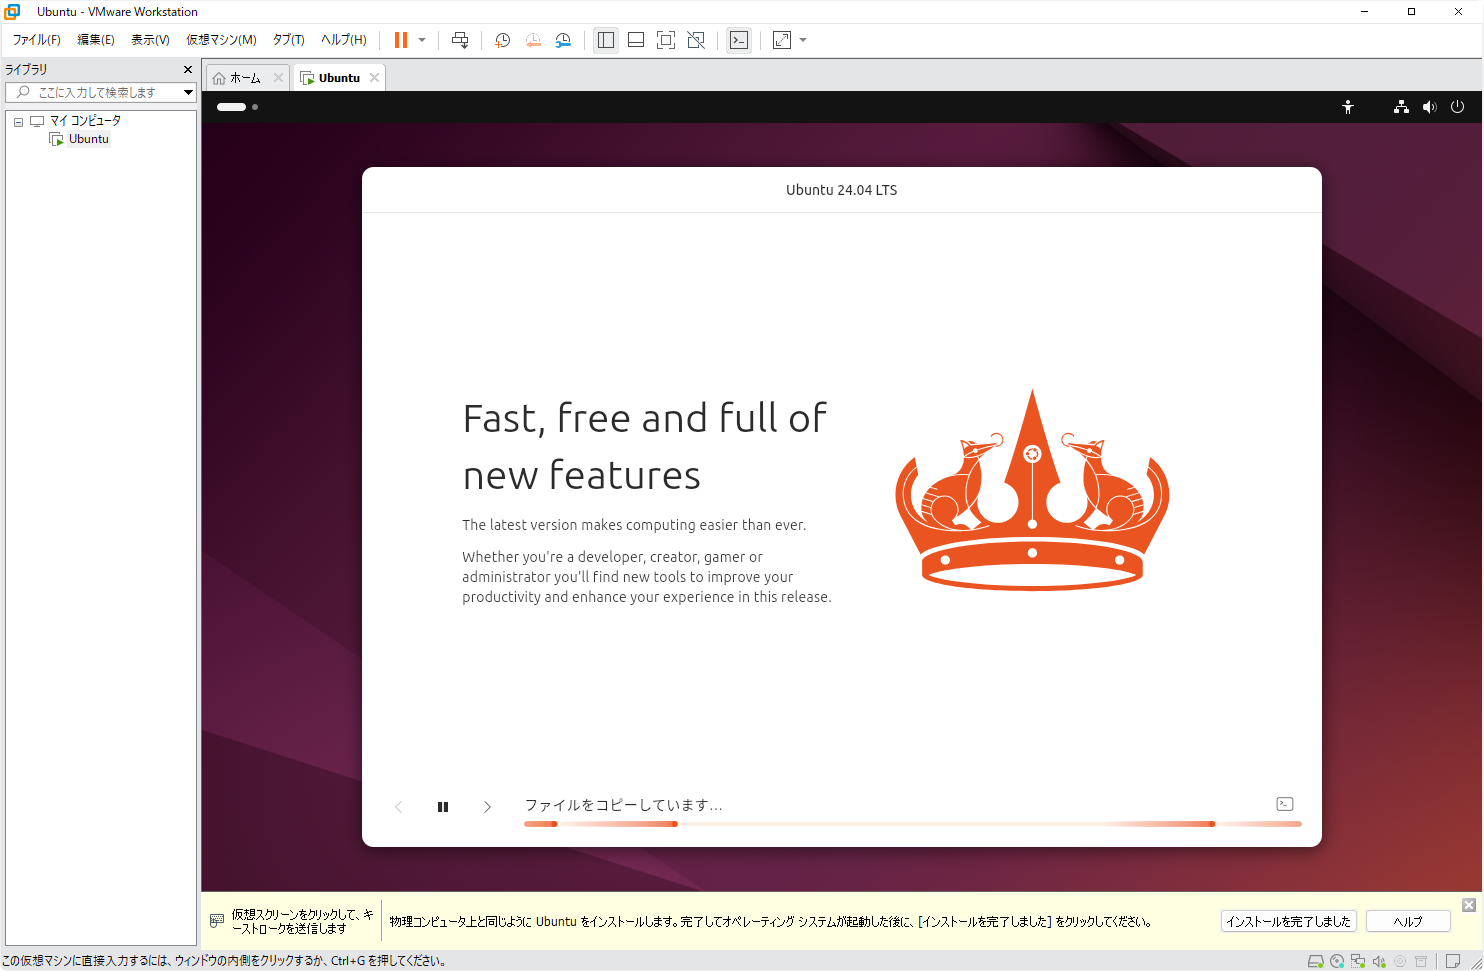 Ubuntu - VMware Workstation
ファイル(F) 編集(E) 表示(V) 仮想マシン(M) タブ(T) ヘルプ(H)
ライブラリ
ここに入力して検索します
マイ コンピュータ
Ubuntu
ホーム
Ubuntu
Ubuntu 24.04 LTS
Fast, free and full of
new features
The latest version makes computing easier than ever.
Whether you're a developer, creator, gamer or
administrator you'll find new tools to improve your
productivity and enhance your experience in this release.
ファイルをコピーしています...
仮想スクリーンをクリックして、キ
ーストロークを送信します
物理コンピュータ上と同じように Ubuntu をインストールします。完了してオペレーティング システムが起動した後に、[インストールを完了しました] をクリックしてください。
インストールを完了しました
ヘルプ
この仮想マシンに直接入力するには、ウィンドウの内側をクリックするか、Ctrl+G を押してください。